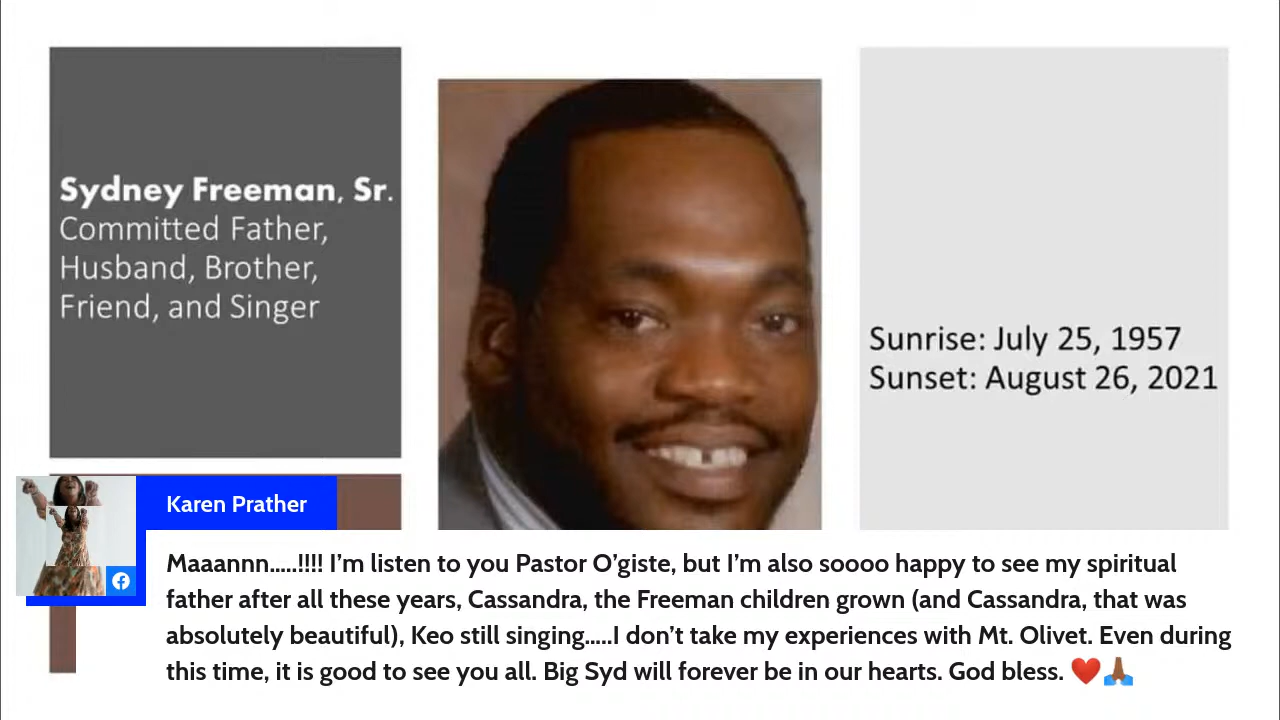 Sydney Freeman, Sr.
Committed Father,
Husband, Brother,
Friend, and Singer
Sunrise: July 25, 1957
Sunset: August 26, 2021
Karen Prather
Maaannn.....!!!! I’m listen to you Pastor O’giste, but I’m also soooo happy to see my spiritual
father after all these years, Cassandra, the Freeman children grown (and Cassandra, that was
absolutely beautiful), Keo still singing.....I don’t take my experiences with Mt. Olivet. Even during
this time, it is good to see you all. Big Syd will forever be in our hearts. God bless. ❤️🙏🏾